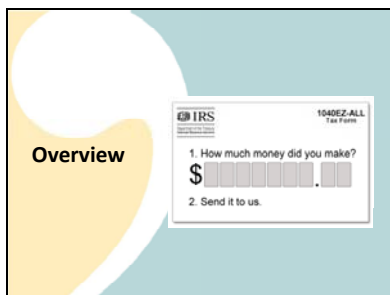 IRS
1040EZ-ALL
Tax Form
Overview
1. How much money did you make?
$ .
2. Send it to us.